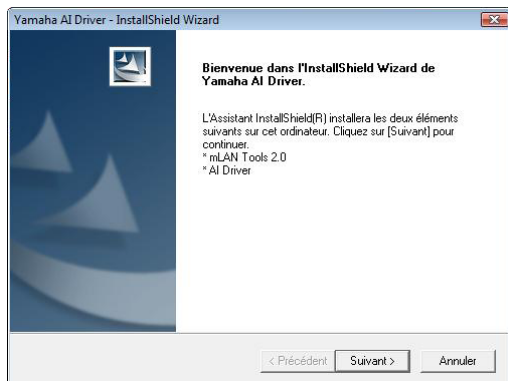 Yamaha AI Driver - InstallShield Wizard
Bienvenue dans l'InstallShield Wizard de
Yamaha AI Driver.
L'Assistant InstallShield(R) installera les deux éléments
suivants sur cet ordinateur. Cliquez sur [Suivant] pour
continuer.
* mLAN Tools 2.0
* AI Driver
< Précédent Suivant > Annuler